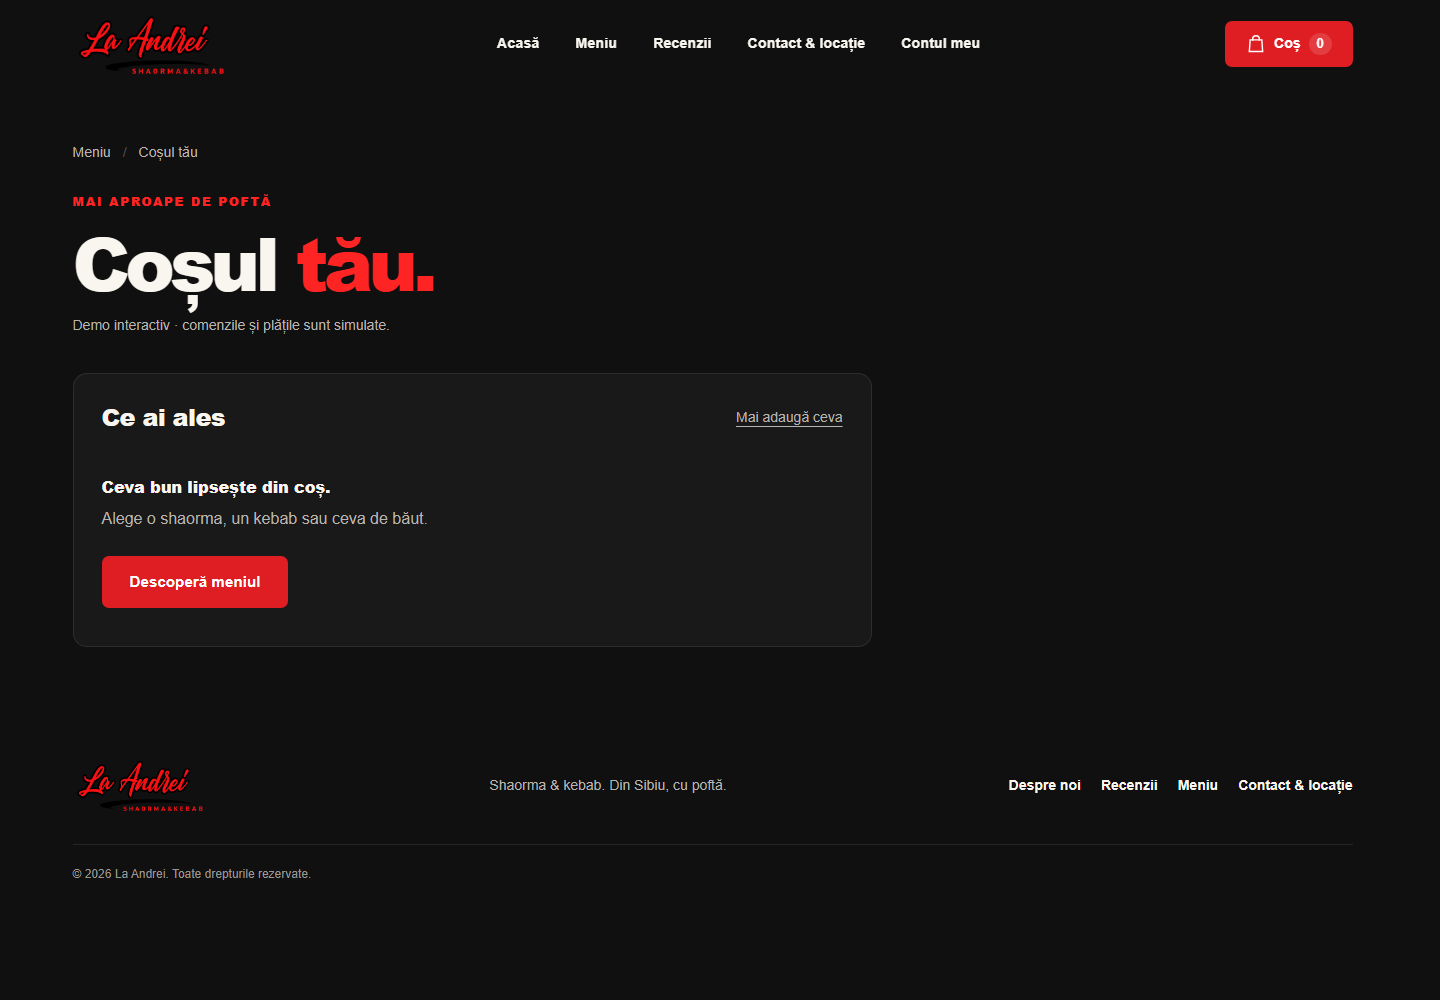 La Andrei
SHAORMA&KEBAB
Acasă
Meniu
Recenzii
Contact & locație
Contul meu
Coș 0
Meniu / Coșul tău
MAI APROAPE DE POFTĂ
Coșul tău.
Demo interactiv · comenzile și plățile sunt simulate.
Ce ai ales
Mai adaugă ceva
Ceva bun lipsește din coș.
Alege o shaorma, un kebab sau ceva de băut.
Descoperă meniul
La Andrei
SHAORMA&KEBAB
Shaorma & kebab. Din Sibiu, cu poftă.
Despre noi
Recenzii
Meniu
Contact & locație
© 2026 La Andrei. Toate drepturile rezervate.